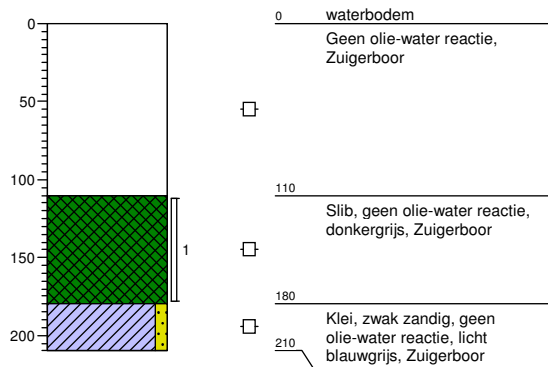 0
50
100
150
200
1
0
waterbodem
Geen olie-water reactie,
Zuigerboor
110
Slib, geen olie-water reactie,
donkergrijs, Zuigerboor
180
Klei, zwak zandig, geen
olie-water reactie, licht
blauwgrijs, Zuigerboor
210